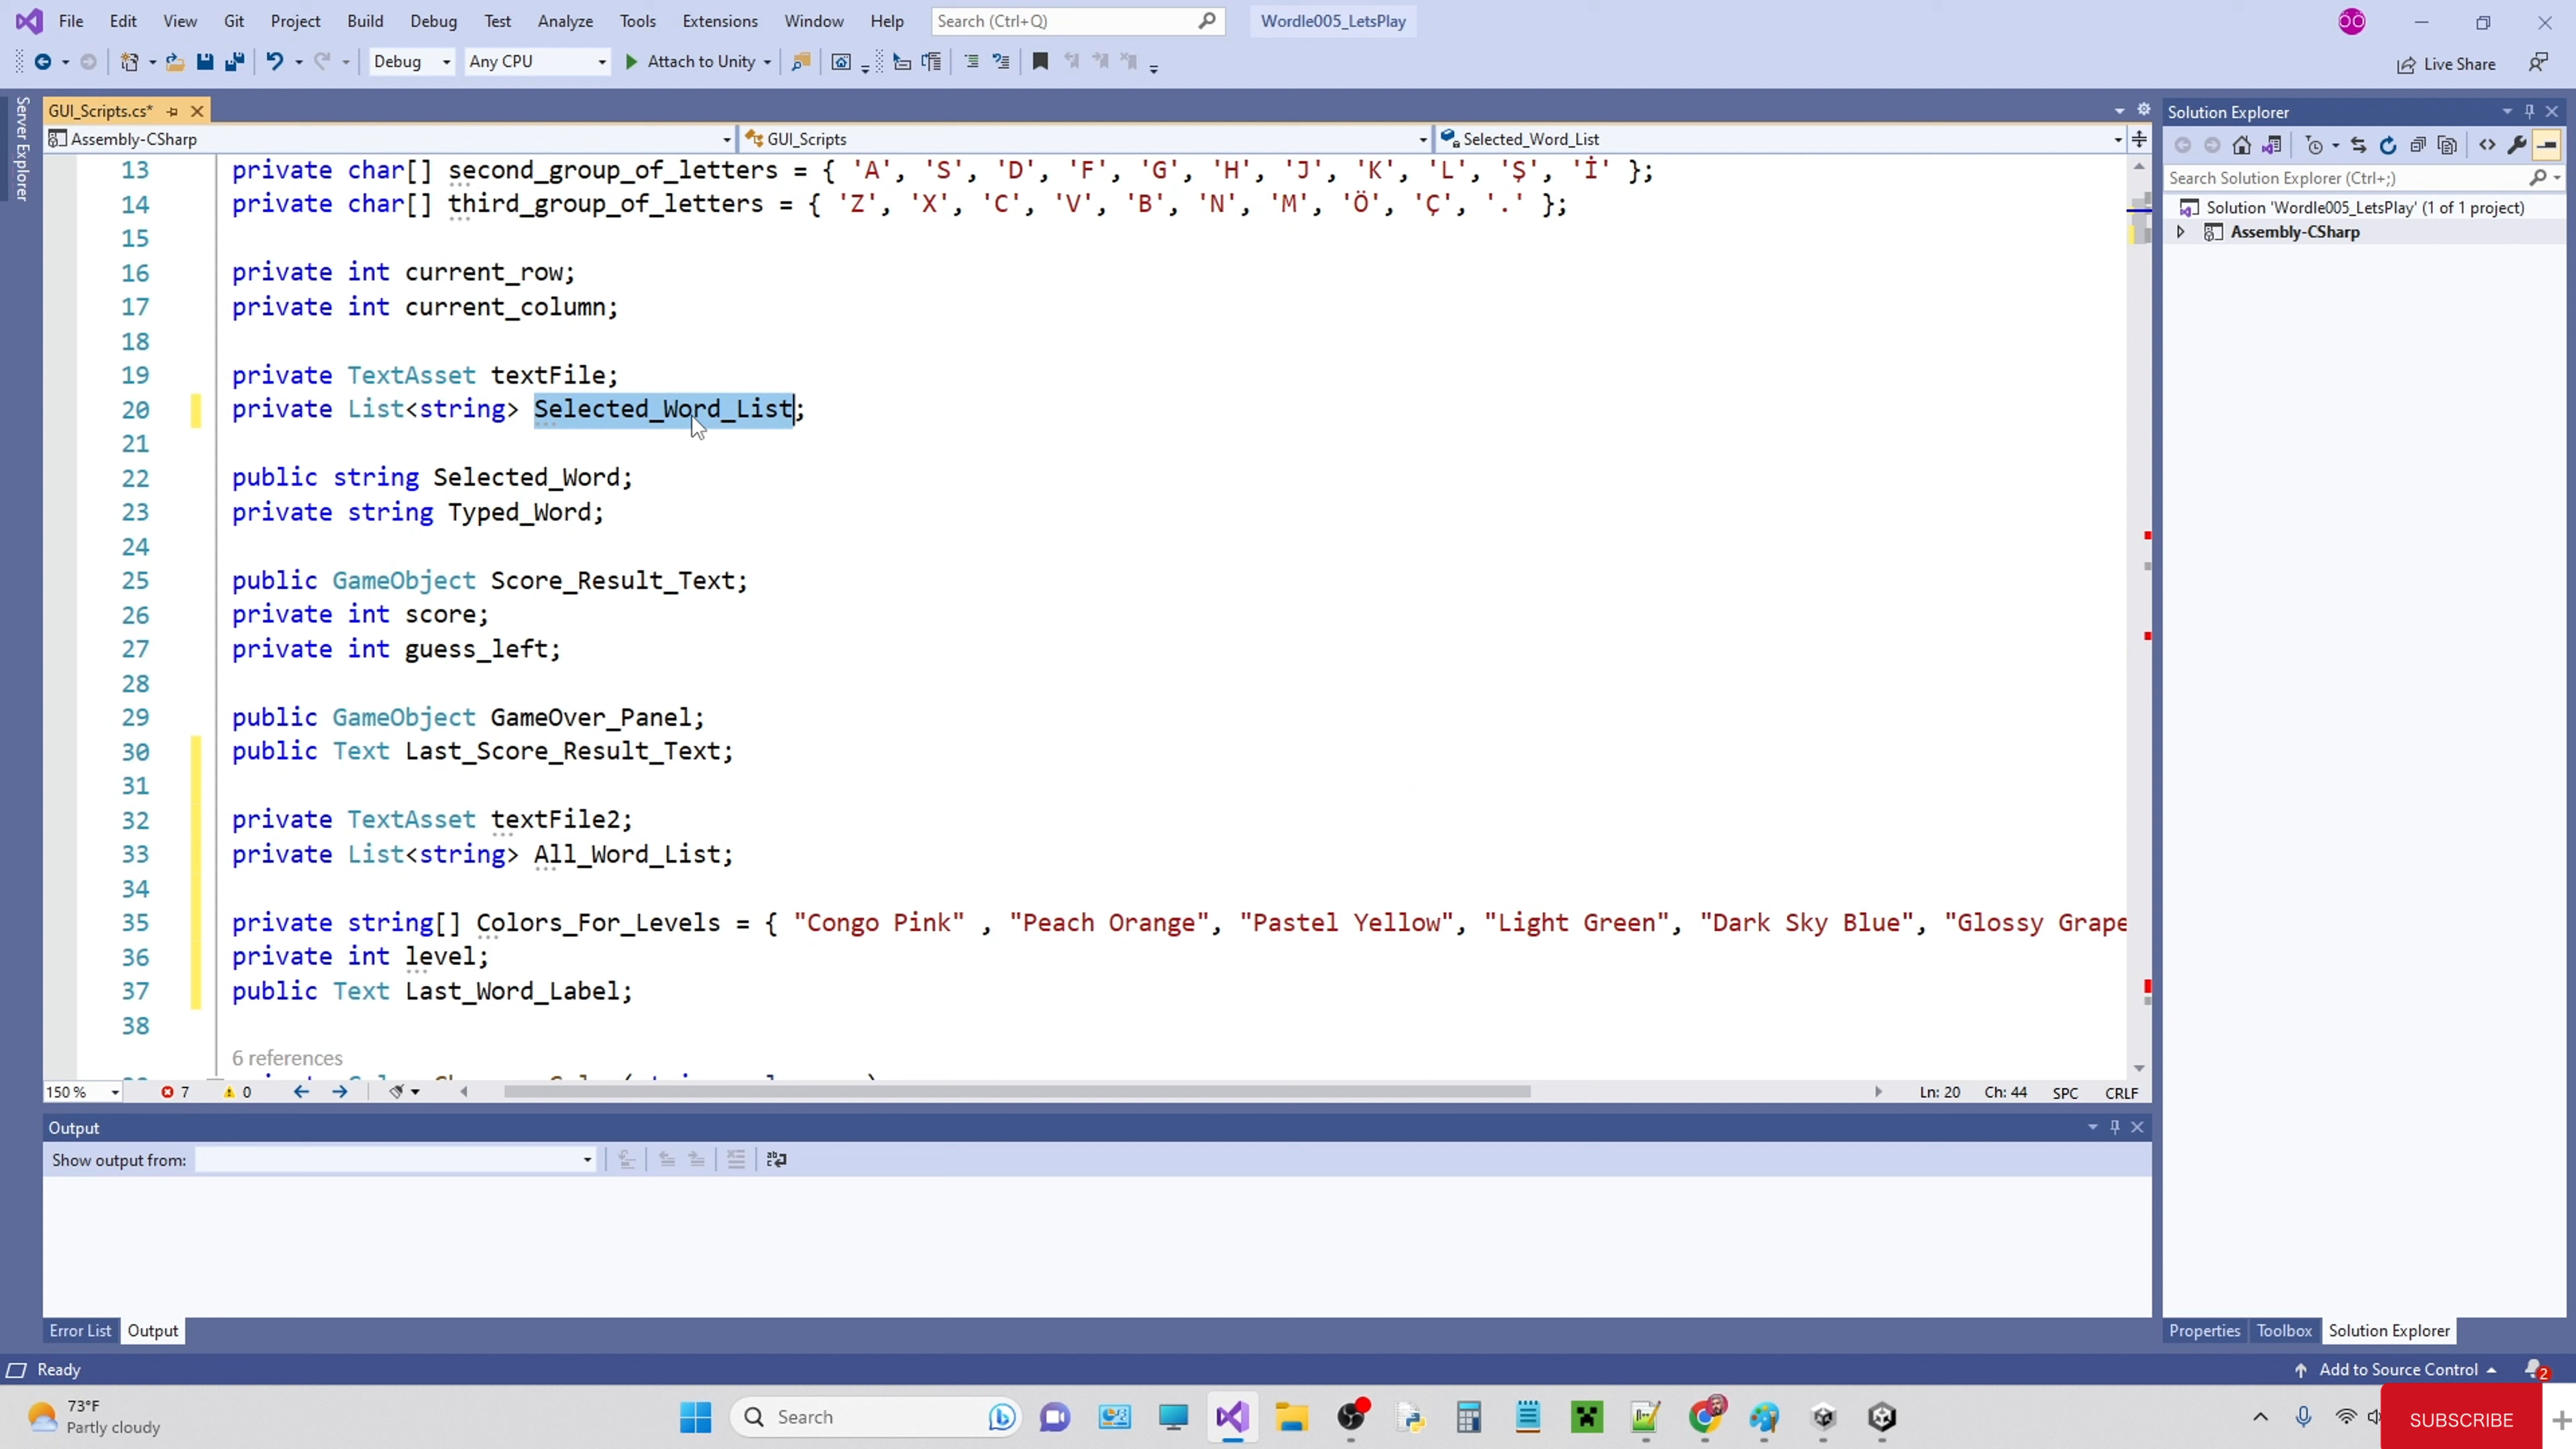 File Edit View Git Project Build Debug Test Analyze Tools Extensions Window Help Search (Ctrl+Q) Wordle005_LetsPlay
Debug Any CPU Attach to Unity Live Share
Server Explorer
GUI_Scripts.cs*
Assembly-CSharp GUI_Scripts Selected_Word_List
13 private char[] second_group_of_letters = { 'A', 'S', 'D', 'F', 'G', 'H', 'J', 'K', 'L', 'Ş', 'İ' };
14 private char[] third_group_of_letters = { 'Z', 'X', 'C', 'V', 'B', 'N', 'M', 'Ö', 'Ç', '.' };
15
16 private int current_row;
17 private int current_column;
18
19 private TextAsset textFile;
20 private List<string> Selected_Word_List;
21
22 public string Selected_Word;
23 private string Typed_Word;
24
25 public GameObject Score_Result_Text;
26 private int score;
27 private int guess_left;
28
29 public GameObject GameOver_Panel;
30 public Text Last_Score_Result_Text;
31
32 private TextAsset textFile2;
33 private List<string> All_Word_List;
34
35 private string[] Colors_For_Levels = { "Congo Pink" , "Peach Orange", "Pastel Yellow", "Light Green", "Dark Sky Blue", "Glossy Grape
36 private int level;
37 public Text Last_Word_Label;
38
6 references
150 % 7 0 Ln: 20 Ch: 44 SPC CRLF
Output
Show output from:
Error List Output
Solution Explorer
Search Solution Explorer (Ctrl+;)
Solution 'Wordle005_LetsPlay' (1 of 1 project)
Assembly-CSharp
Properties Toolbox Solution Explorer
Ready Add to Source Control 2
73°F
Partly cloudy
Search
SUBSCRIBE